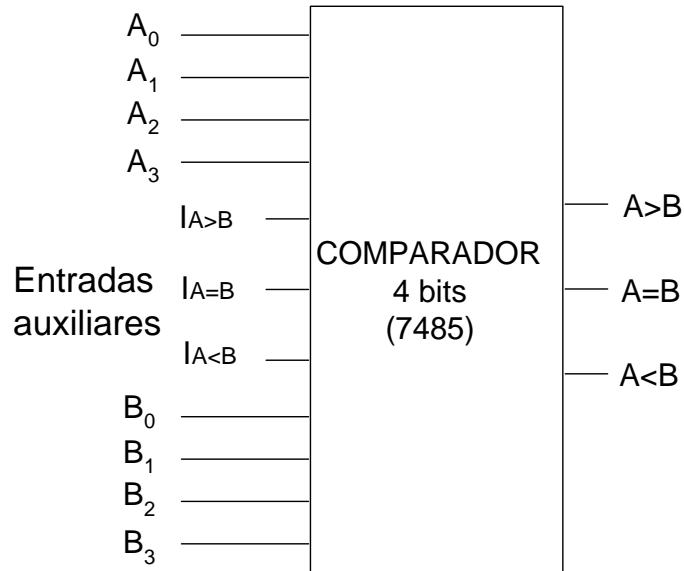 A0
A1
A2
A3
IA>B
Entradas
auxiliares
IA=B
IA<B
B0
B1
B2
B3
COMPARADOR
4 bits
(7485)
A>B
A=B
A<B